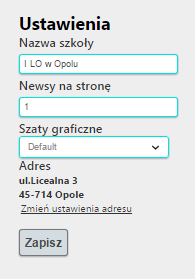 Ustawienia
Nazwa szkoły
I LO w Opolu
Newsy na stronę
1
Szaty graficzne
Default
Adres
ul.Licealna 3
45-714 Opole
Zmień ustawienia adresu
Zapisz